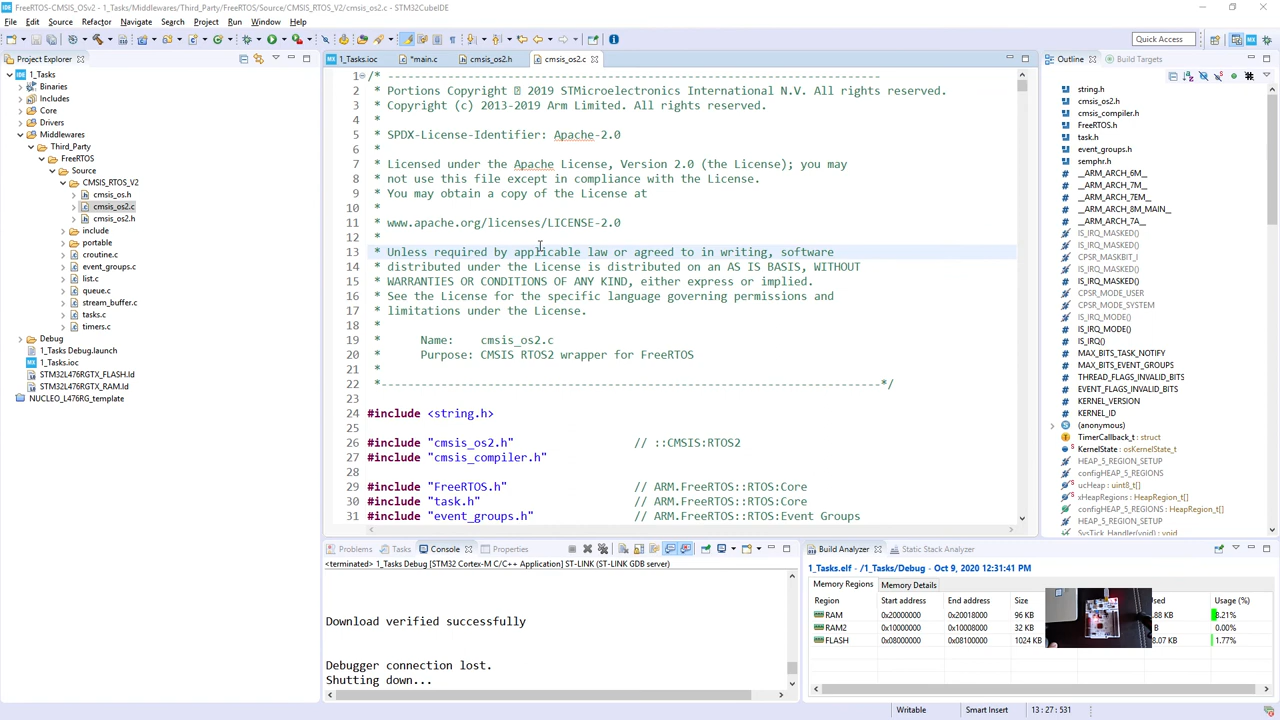 FreeRTOS-CMSIS_OSv2 - 1_Tasks/Middlewares/Third_Party/FreeRTOS/Source/CMSIS_RTOS_V2/cmsis_os2.c - STM32CubeIDE
File Edit Source Refactor Navigate Search Project Run Window Help
Quick Access
Project Explorer
1_Tasks
Binaries
Includes
Core
Drivers
Middlewares
Third_Party
FreeRTOS
Source
CMSIS_RTOS_V2
cmsis_os.h
cmsis_os2.c
cmsis_os2.h
include
portable
croutine.c
event_groups.c
list.c
queue.c
stream_buffer.c
tasks.c
timers.c
Debug
1_Tasks Debug.launch
1_Tasks.ioc
STM32L476RGTX_FLASH.ld
STM32L476RGTX_RAM.ld
NUCLEO_L476RG_template
1_Tasks.ioc *main.c cmsis_os2.h cmsis_os2.c
1 /* -----------------------------------------------------------------------
2 * Portions Copyright 2019 STMicroelectronics International N.V. All rights reserved.
3 * Copyright (c) 2013-2019 Arm Limited. All rights reserved.
4 *
5 * SPDX-License-Identifier: Apache-2.0
6 *
7 * Licensed under the Apache License, Version 2.0 (the License); you may
8 * not use this file except in compliance with the License.
9 * You may obtain a copy of the License at
10 *
11 * www.apache.org/licenses/LICENSE-2.0
12 *
13 * Unless required by applicable law or agreed to in writing, software
14 * distributed under the License is distributed on an AS IS BASIS, WITHOUT
15 * WARRANTIES OR CONDITIONS OF ANY KIND, either express or implied.
16 * See the License for the specific language governing permissions and
17 * limitations under the License.
18 *
19 * Name: cmsis_os2.c
20 * Purpose: CMSIS RTOS2 wrapper for FreeRTOS
21 *
22 *---------------------------------------------------------------------------*/
23
24 #include <string.h>
25
26 #include "cmsis_os2.h" // ::CMSIS:RTOS2
27 #include "cmsis_compiler.h"
28
29 #include "FreeRTOS.h" // ARM.FreeRTOS::RTOS:Core
30 #include "task.h" // ARM.FreeRTOS::RTOS:Core
31 #include "event_groups.h" // ARM.FreeRTOS::RTOS:Event Groups
Outline Build Targets
string.h
cmsis_os2.h
cmsis_compiler.h
FreeRTOS.h
task.h
event_groups.h
semphr.h
__ARM_ARCH_6M__
__ARM_ARCH_7M__
__ARM_ARCH_7EM__
__ARM_ARCH_8M_MAIN__
__ARM_ARCH_7A__
IS_IRQ_MASKED()
IS_IRQ_MASKED()
CPSR_MASKBIT_I
IS_IRQ_MASKED()
IS_IRQ_MASKED()
CPSR_MODE_USER
CPSR_MODE_SYSTEM
IS_IRQ_MODE()
IS_IRQ_MODE()
IS_IRQ()
MAX_BITS_TASK_NOTIFY
MAX_BITS_EVENT_GROUPS
THREAD_FLAGS_INVALID_BITS
EVENT_FLAGS_INVALID_BITS
KERNEL_VERSION
KERNEL_ID
(anonymous)
TimerCallback_t : struct
KernelState : osKernelState_t
HEAP_5_REGION_SETUP
configHEAP_5_REGIONS
ucHeap : uint8_t[]
xHeapRegions : HeapRegion_t[]
configHEAP_5_REGIONS : HeapRegion_t[]
SysTick_Handler(void)
Problems Tasks Console Properties
<terminated> 1_Tasks Debug [STM32 Cortex-M C/C++ Application] ST-LINK (ST-LINK GDB server)
Download verified successfully
Debugger connection lost.
Shutting down...
Build Analyzer Static Stack Analyzer
1_Tasks.elf - /1_Tasks/Debug - Oct 9, 2020 12:31:41 PM
Memory Regions Memory Details
Region Start address End address Size Usage (%)
RAM 0x20000000 0x20018000 96 KB 8.21%
RAM2 0x10000000 0x10008000 32 KB B 0.00%
FLASH 0x08000000 0x08100000 1024 KB 1.77%
Writable Smart Insert 13 : 27 : 531